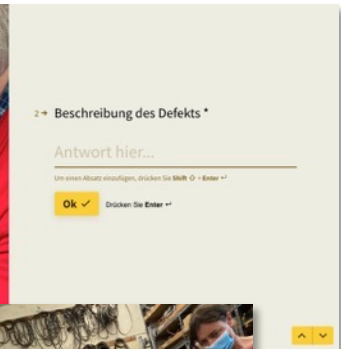 2→ Beschreibung des Defekts *
Antwort hier...
Um einen Absatz einzufügen, drücken Sie Shift ⇧ + Enter ↵
Ok ✓ Drücken Sie Enter ↵